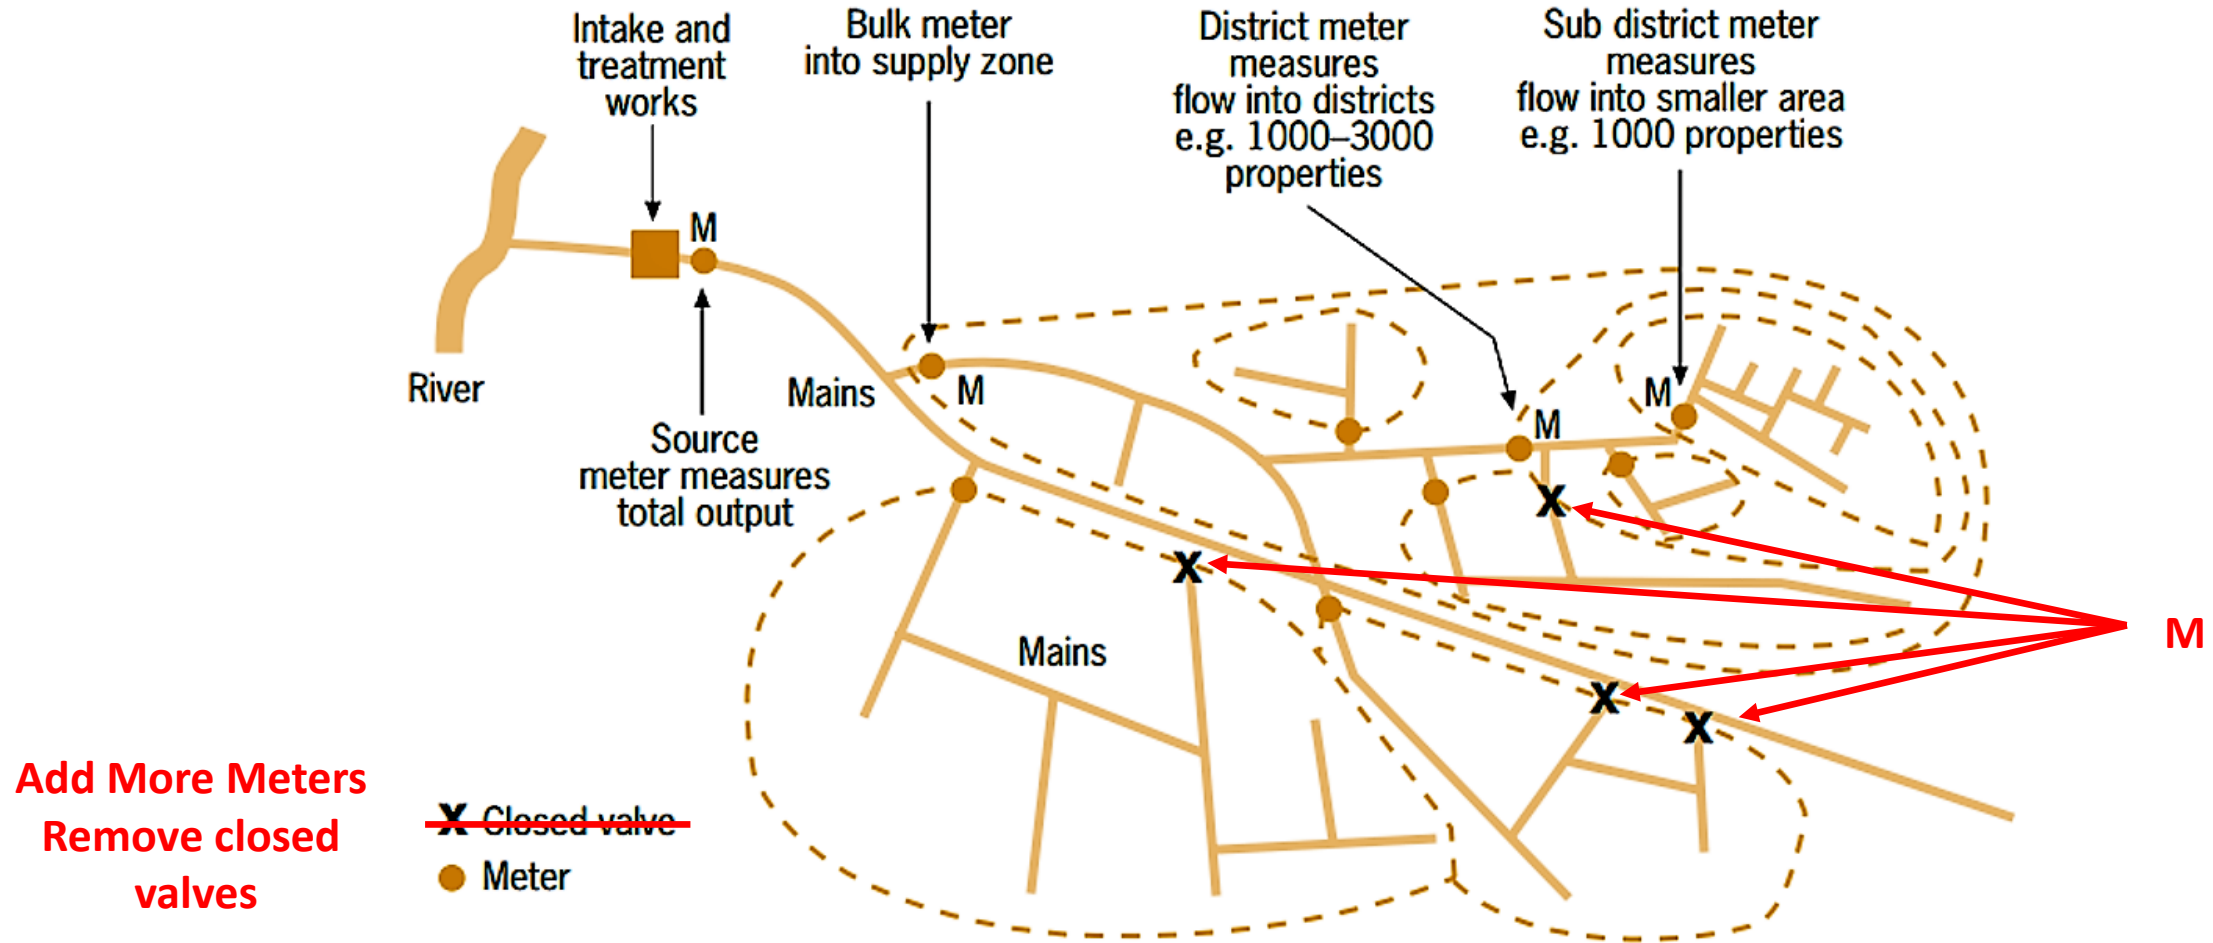 Intake and
treatment
works
Bulk meter
into supply zone
District meter
measures
flow into districts
e.g. 1000–3000
properties
Sub district meter
measures
flow into smaller area
e.g. 1000 properties
M
River
Source
meter measures
total output
Mains
M
M
M
X
X
X
X
M
Mains
Add More Meters
Remove closed
valves
X Closed valve
Meter